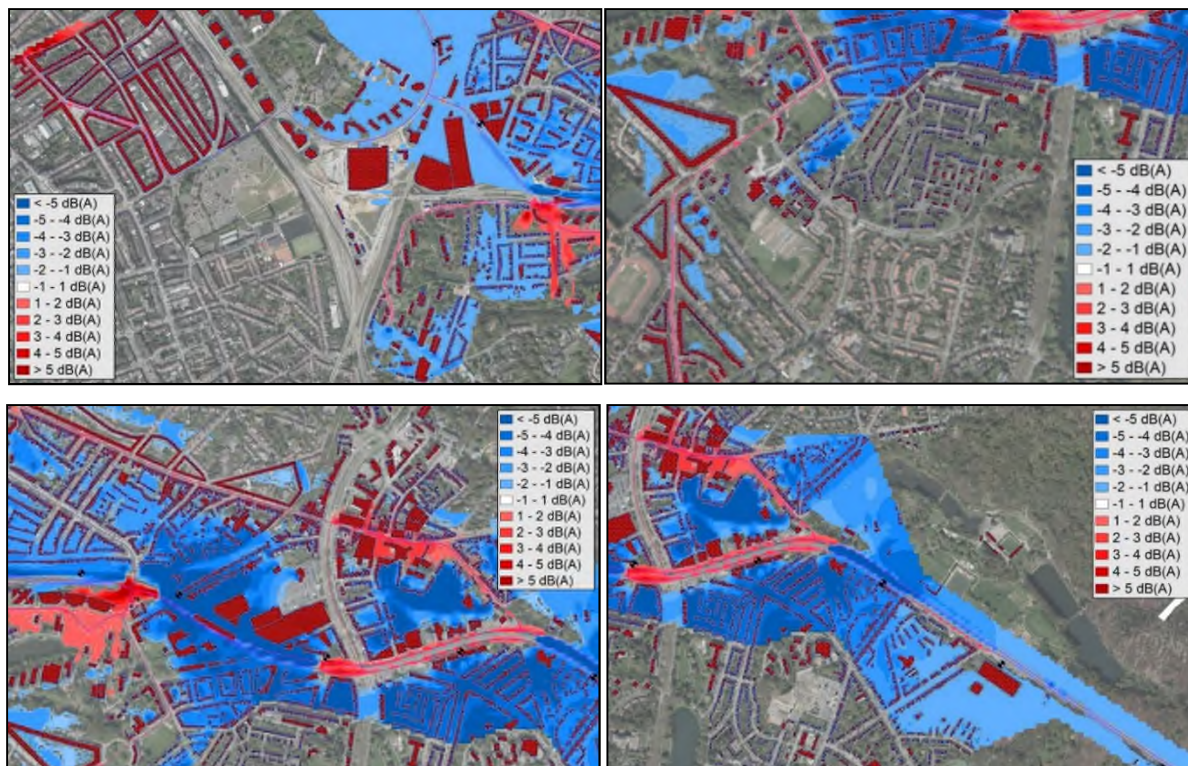 < -5 dB(A)
-5 - -4 dB(A)
-4 - -3 dB(A)
-3 - -2 dB(A)
-2 - -1 dB(A)
-1 - 1 dB(A)
1 - 2 dB(A)
2 - 3 dB(A)
3 - 4 dB(A)
4 - 5 dB(A)
> 5 dB(A)
< -5 dB(A)
-5 - -4 dB(A)
-4 - -3 dB(A)
-3 - -2 dB(A)
-2 - -1 dB(A)
-1 - 1 dB(A)
1 - 2 dB(A)
2 - 3 dB(A)
3 - 4 dB(A)
4 - 5 dB(A)
> 5 dB(A)
< -5 dB(A)
-5 - -4 dB(A)
-4 - -3 dB(A)
-3 - -2 dB(A)
-2 - -1 dB(A)
-1 - 1 dB(A)
1 - 2 dB(A)
2 - 3 dB(A)
3 - 4 dB(A)
4 - 5 dB(A)
> 5 dB(A)
< -5 dB(A)
-5 - -4 dB(A)
-4 - -3 dB(A)
-3 - -2 dB(A)
-2 - -1 dB(A)
-1 - 1 dB(A)
1 - 2 dB(A)
2 - 3 dB(A)
3 - 4 dB(A)
4 - 5 dB(A)
> 5 dB(A)